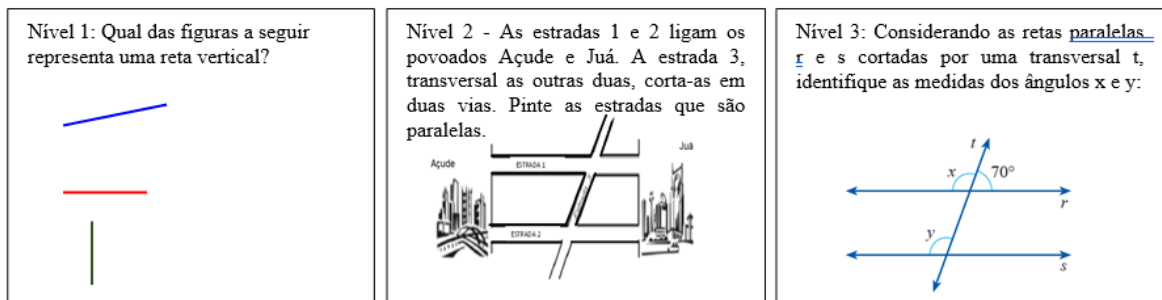 Nível 1: Qual das figuras a seguir
representa uma reta vertical?
Nível 2 - As estradas 1 e 2 ligam os
povoados Açude e Juá. A estrada 3,
transversal as outras duas, corta-as em
duas vias. Pinte as estradas que são
paralelas.
Açude
Juá
ESTRADA 1
ESTRADA 2
Nível 3: Considerando as retas paralelas
r e s cortadas por uma transversal t,
identifique as medidas dos ângulos x e y:
t
x 70°
r
y
s